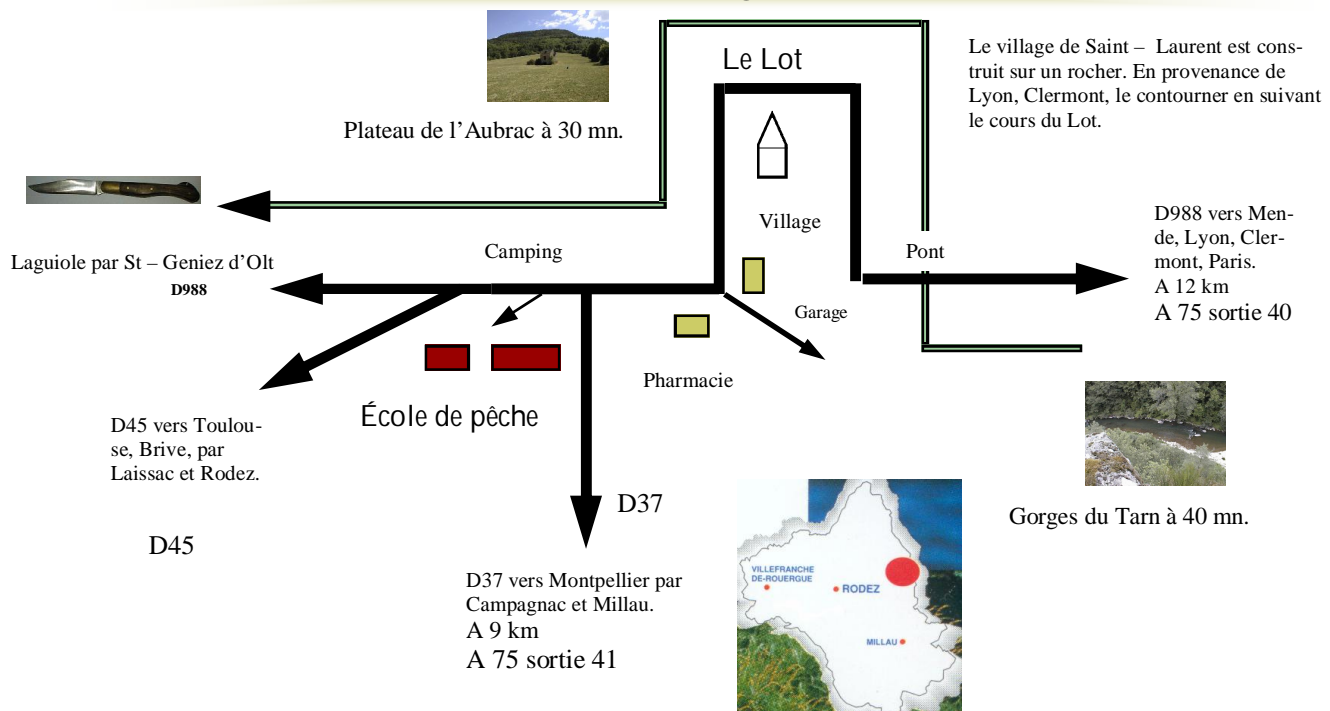 Le Lot
Le village de Saint – Laurent est cons-
truit sur un rocher. En provenance de
Lyon, Clermont, le contourner en suivant
le cours du Lot.
Plateau de l’Aubrac à 30 mn.
Village
D988 vers Men-
de, Lyon, Cler-
mont, Paris.
A 12 km
A 75 sortie 40
Camping
Pont
Laguiole par St – Geniez d’Olt
D988
Garage
Pharmacie
École de pêche
D45 vers Toulou-
se, Brive, par
Laissac et Rodez.
D45
D37
Gorges du Tarn à 40 mn.
D37 vers Montpellier par
Campagnac et Millau.
A 9 km
A 75 sortie 41
VILLEFRANCHE
DE-ROUERGUE
RODEZ
MILLAU